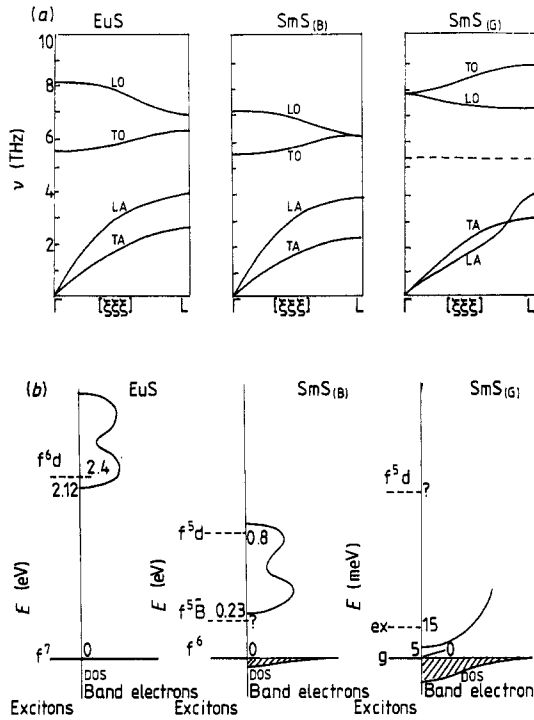 (a) EuS SmS(B) SmS(G)
10
8
6
4
2
ν (THz)
LO
TO
LA
TA
Γ [ξξξ] L
LO
TO
LA
TA
Γ [ξξξ] L
TO
LO
TA
LA
Γ [ξξξ] L
(b) EuS SmS(B) SmS(G)
f⁶d
2.4
2.12
E (eV)
f⁷ 0
Excitons
f⁵d
0.8
f⁵B̄ 0.23
?
E (eV)
f⁶ 0
DOS
Band electrons
Excitons
f⁵d
?
E (meV)
ex 15
5 0
g
DOS
Band electrons
Excitons
DOS
Band electrons